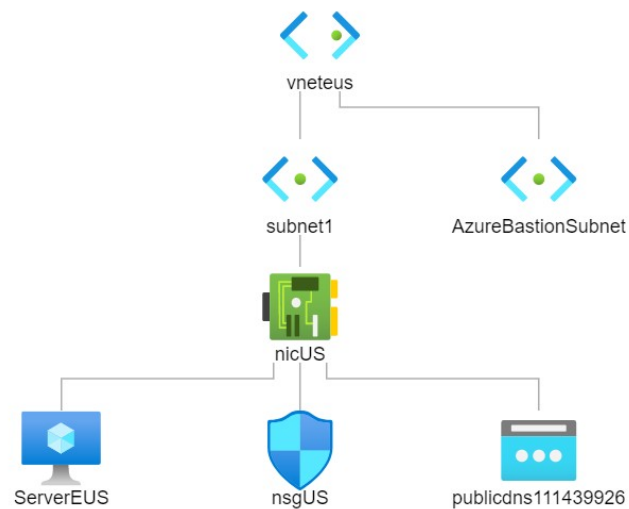 vneteus
subnet1
AzureBastionSubnet
nicUS
ServerEUS
nsgUS
publicdns111439926